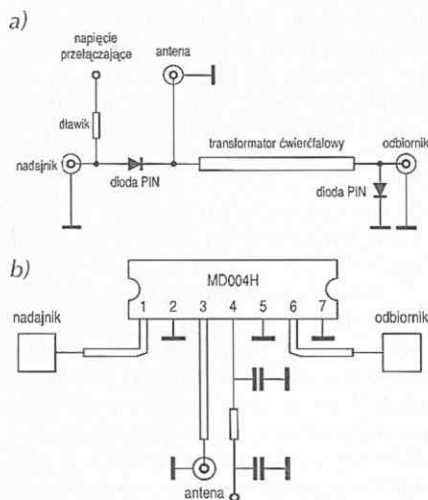 a)
napięcie
przełączające
antena
dławik
transformator ćwierćfalowy
odbiornik
nadajnik
dioda PIN
dioda PIN
b)
MD004H
1 2 3 4 5 6 7
nadajnik
odbiornik
antena